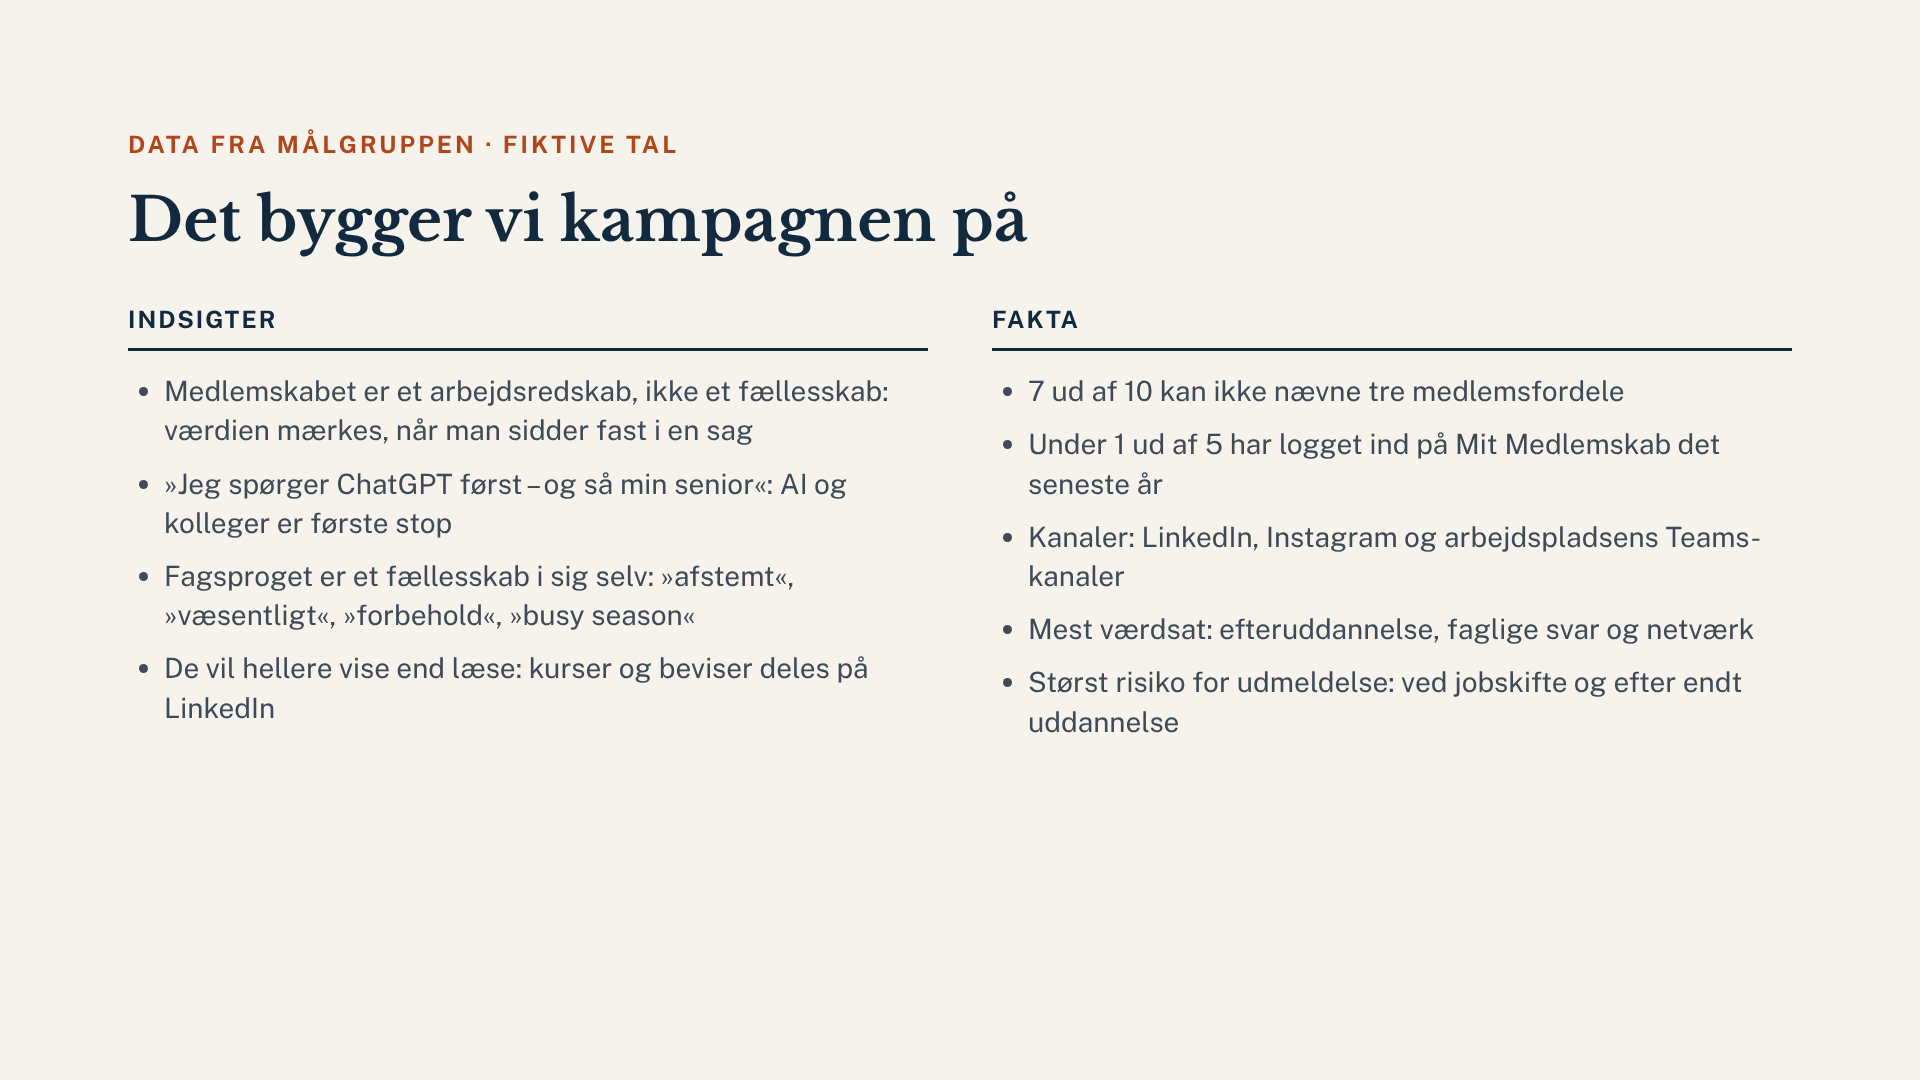 DATA FRA MÅLGRUPPEN · FIKTIVE TAL
Det bygger vi kampagnen på
INDSIGTER
• Medlemskabet er et arbejdsredskab, ikke et fællesskab:
værdien mærkes, når man sidder fast i en sag
• »Jeg spørger ChatGPT først – og så min senior«: AI og
kolleger er første stop
• Fagsproget er et fællesskab i sig selv: »afstemt«,
»væsentligt«, »forbehold«, »busy season«
• De vil hellere vise end læse: kurser og beviser deles på
LinkedIn
FAKTA
• 7 ud af 10 kan ikke nævne tre medlemsfordele
• Under 1 ud af 5 har logget ind på Mit Medlemskab det
seneste år
• Kanaler: LinkedIn, Instagram og arbejdspladsens Teams-
kanaler
• Mest værdsat: efteruddannelse, faglige svar og netværk
• Størst risiko for udmeldelse: ved jobskifte og efter endt
uddannelse